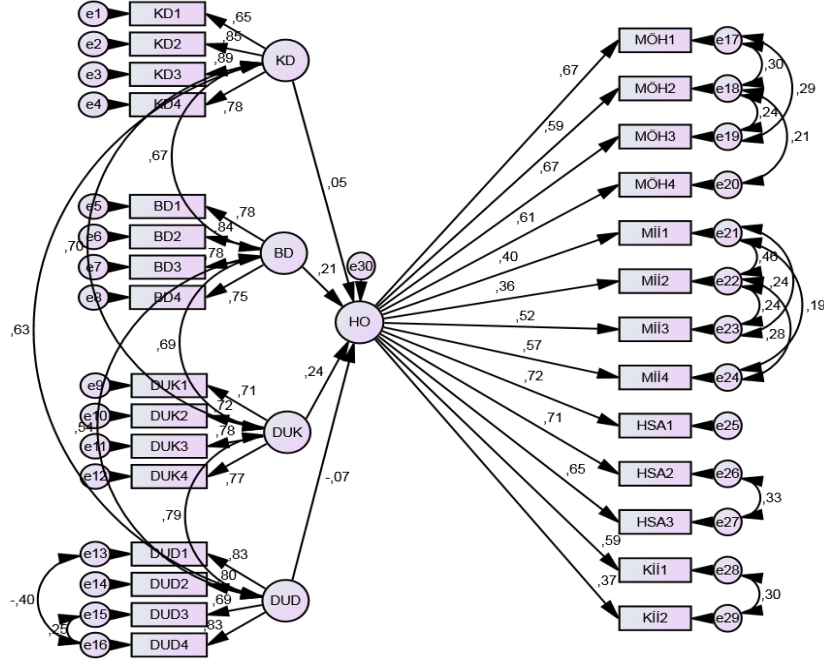 e1 KD1 ,65
e2 KD2 ,85
e3 KD3 ,89
e4 KD4 ,78
KD
,67
,05
e5 BD1 ,78
e6 BD2 ,84
e7 BD3 ,78
e8 BD4 ,75
BD
,21
,70
,63
,69
e9 DUK1 ,71
e10 DUK2 ,72
e11 DUK3 ,78
e12 DUK4 ,77
DUK
,24
,54
,79
-,07
e13 DUD1 ,83
e14 DUD2 ,80
e15 DUD3 ,69
e16 DUD4 ,83
DUD
-,40
,25
e30
HO
,67 MÖH1 e17
,59 MÖH2 e18
,67 MÖH3 e19
,61 MÖH4 e20
,40 Mİİ1 e21
,36 Mİİ2 e22
,52 Mİİ3 e23
,57 Mİİ4 e24
,72 HSA1 e25
,71 HSA2 e26
,65 HSA3 e27
,59 Kİİ1 e28
,37 Kİİ2 e29
,30
,29
,24
,21
,46
,24
,19
,24
,28
,33
,30